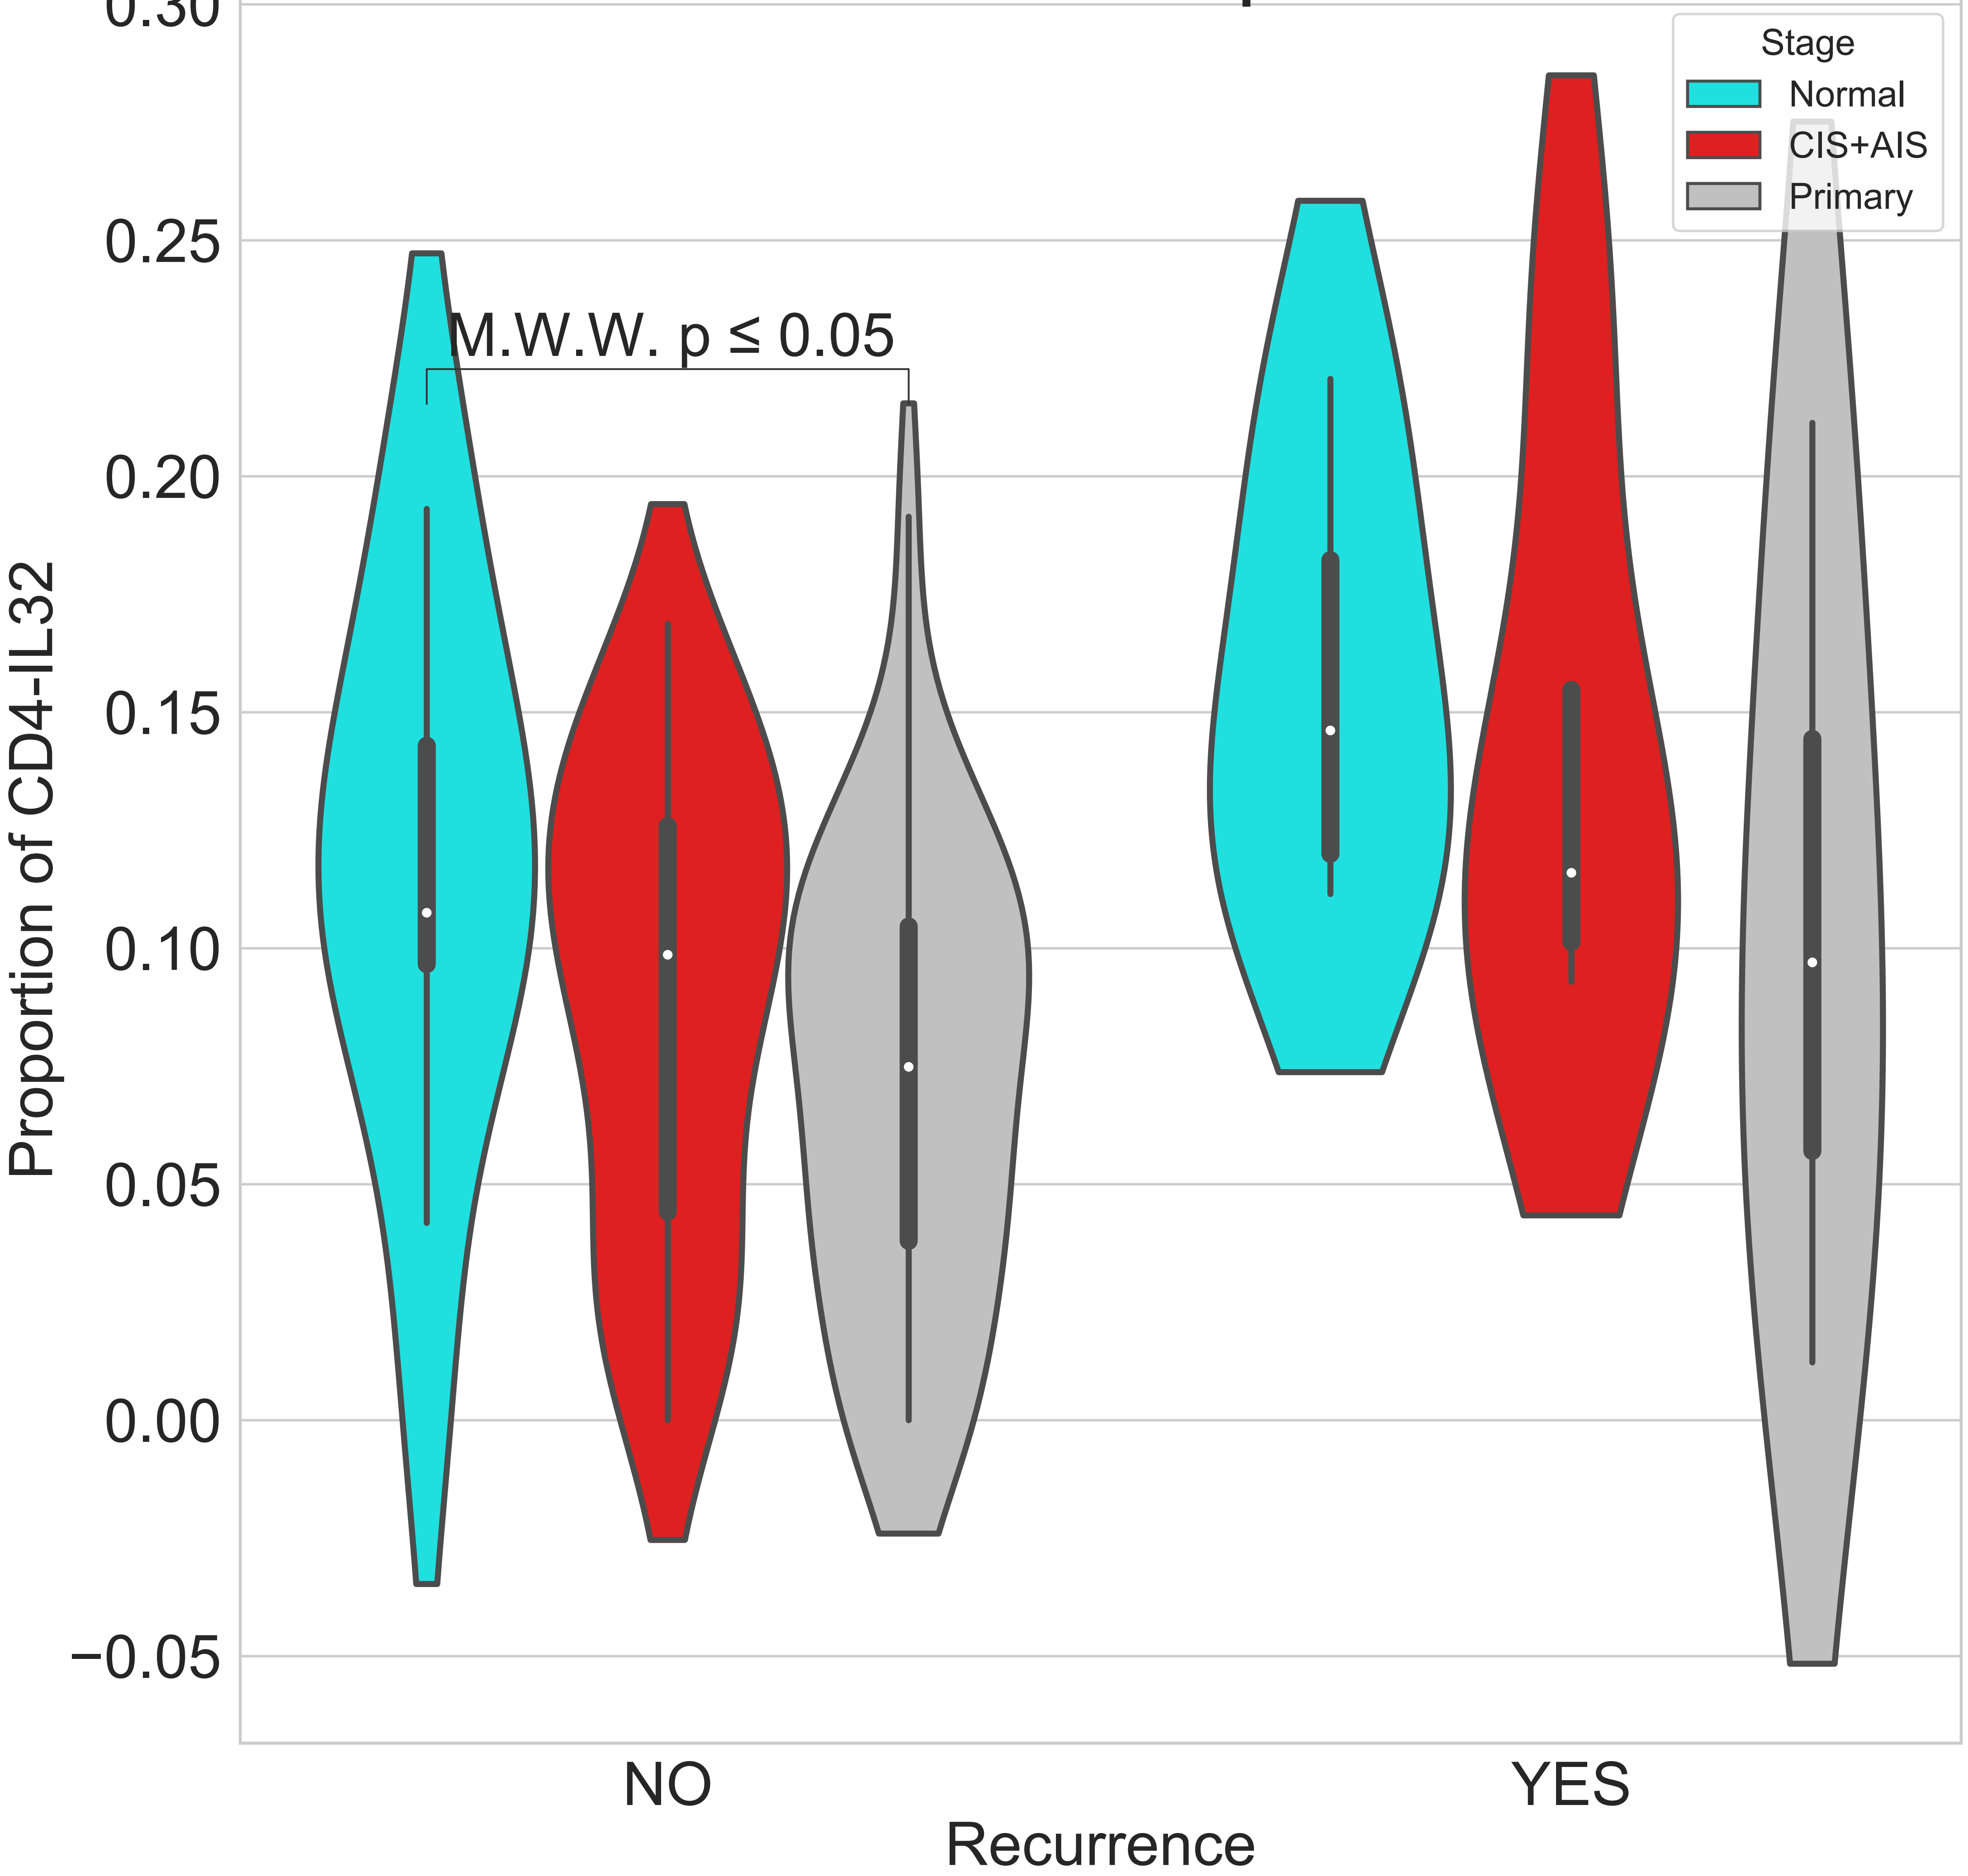 0.30
Stage
Normal
CIS+AIS
Primary
0.25
M.W.W. p ≤ 0.05
0.20
0.15
0.10
0.05
0.00
−0.05
Proportion of CD4-IL32
NO
YES
Recurrence